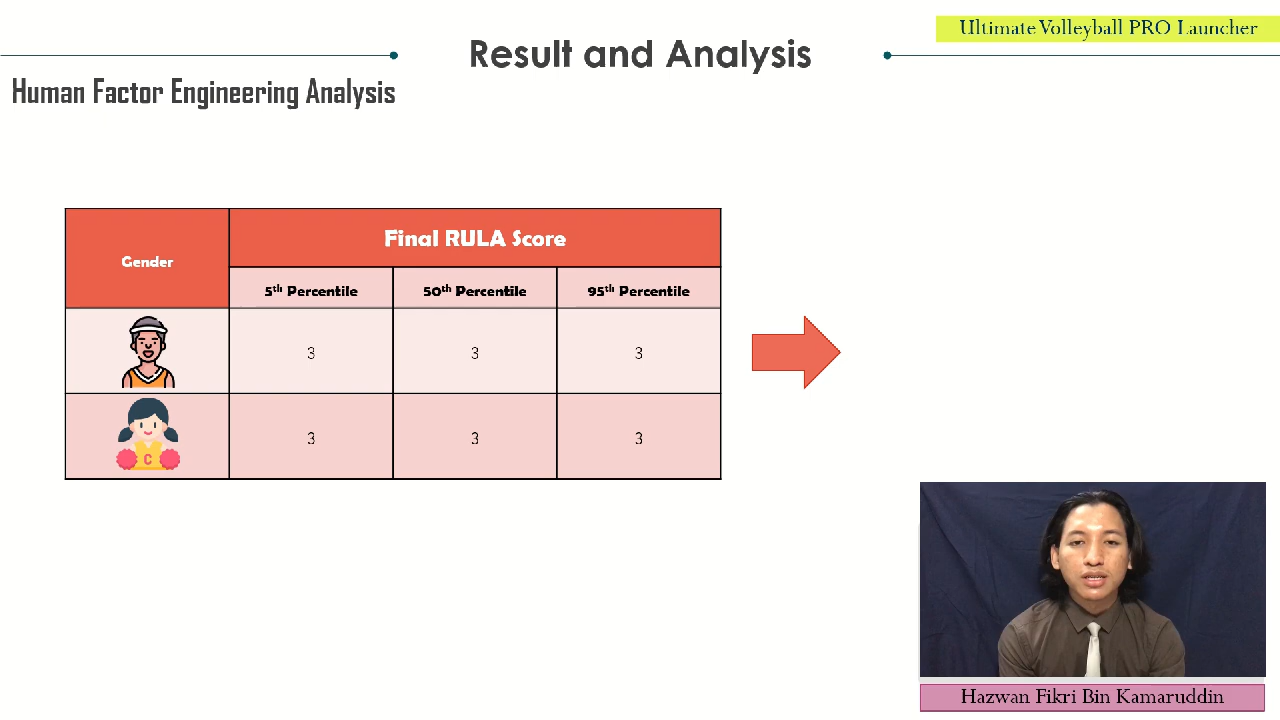 Ultimate Volleyball PRO Launcher
Result and Analysis
Human Factor Engineering Analysis
Gender
Final RULA Score
5th Percentile
50th Percentile
95th Percentile
3
3
3
C
3
3
3
Hazwan Fikri Bin Kamaruddin